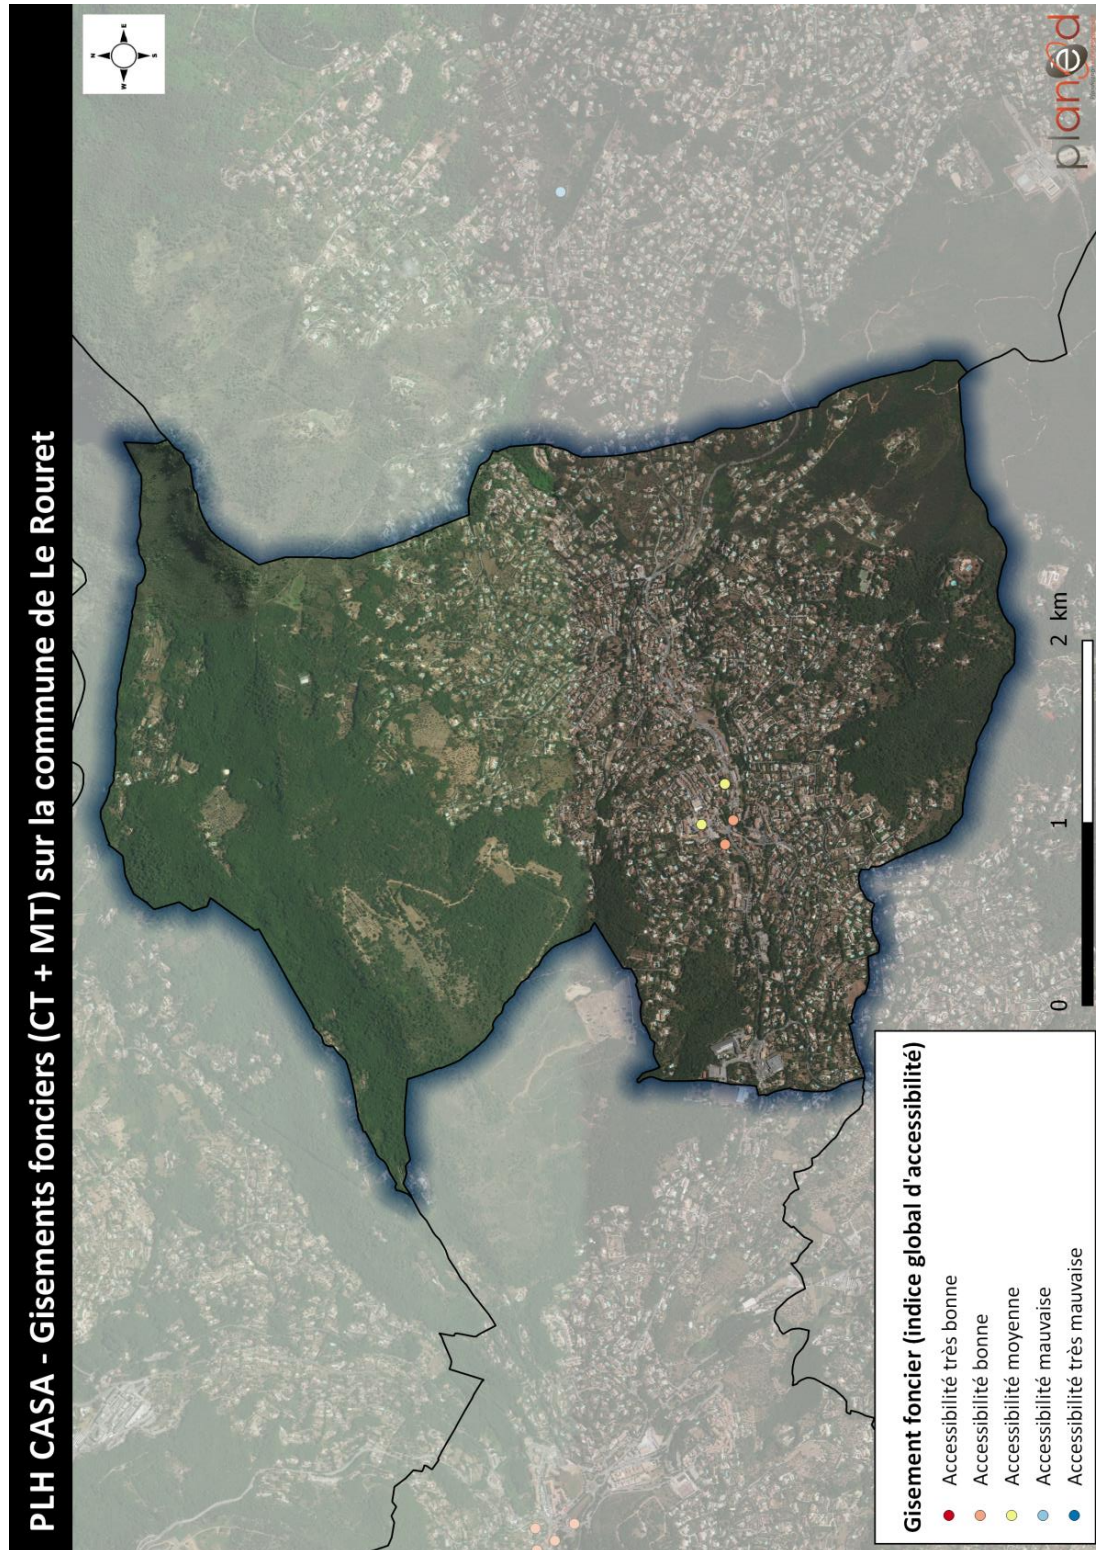 PLH CASA - Gisements fonciers (CT + MT) sur la commune de Le Rouret
N
W
E
S
0 1 2 km
Gisement foncier (indice global d'accessibilité)
Accessibilité très bonne
Accessibilité bonne
Accessibilité moyenne
Accessibilité mauvaise
Accessibilité très mauvaise
planed